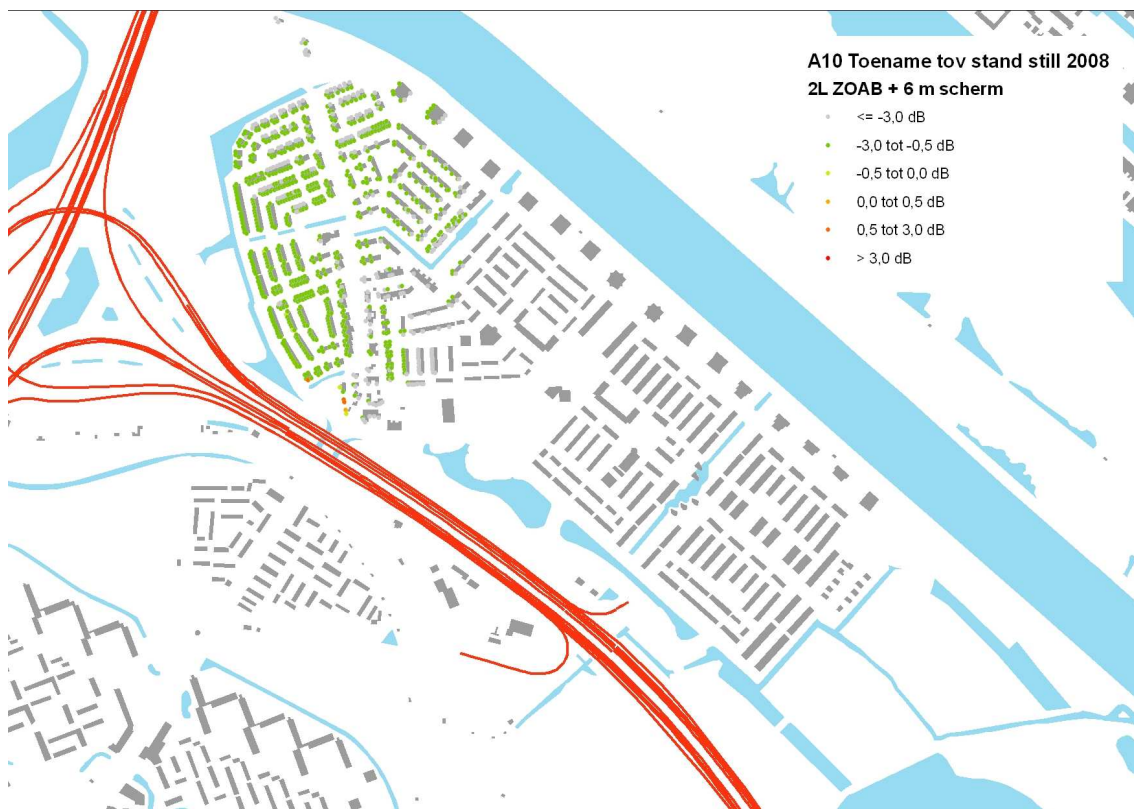 A10 Toename tov stand still 2008
2L ZOAB + 6 m scherm
<= -3,0 dB
-3,0 tot -0,5 dB
-0,5 tot 0,0 dB
0,0 tot 0,5 dB
0,5 tot 3,0 dB
> 3,0 dB